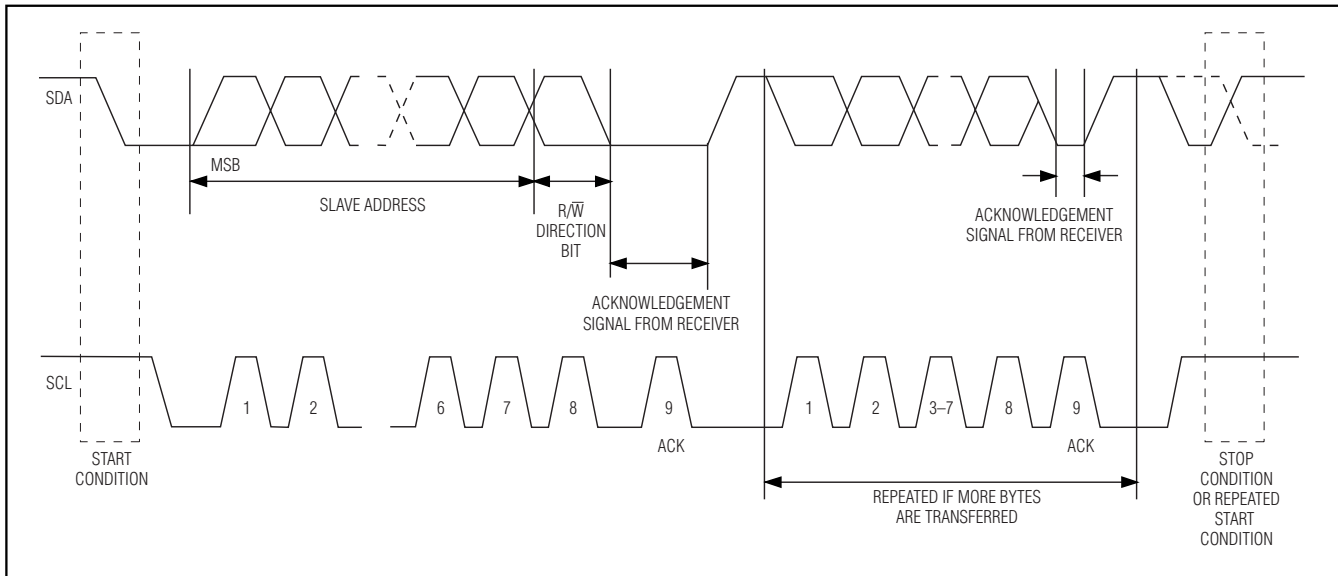 SDA
MSB
SLAVE ADDRESS
R/W̅
DIRECTION
BIT
ACKNOWLEDGEMENT
SIGNAL FROM RECEIVER
ACKNOWLEDGEMENT
SIGNAL FROM RECEIVER
SCL
1
2
6
7
8
9
ACK
1
2
3–7
8
9
ACK
START
CONDITION
REPEATED IF MORE BYTES
ARE TRANSFERRED
STOP
CONDITION
OR REPEATED
START
CONDITION